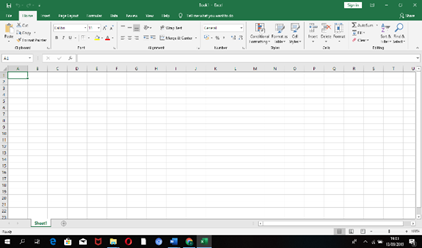 Book1 - Excel
Sign in
File Home Insert Page Layout Formulas Data Review View Help Tell me what you want to do Share
Cut
Copy
Format Painter
Paste
Wrap Text
Merge & Center
General
Conditional Formatting
Format as Table
Cell Styles
Insert Delete Format
AutoSum
Fill
Clear
Sort & Filter
Find & Select
Clipboard Font Alignment Number Styles Cells Editing
A1
A B C D E F G H I J K L M N O P Q R S T U
1
2
3
4
5
6
7
8
9
10
11
12
13
14
15
16
17
18
19
20
21
22
Sheet1
Ready